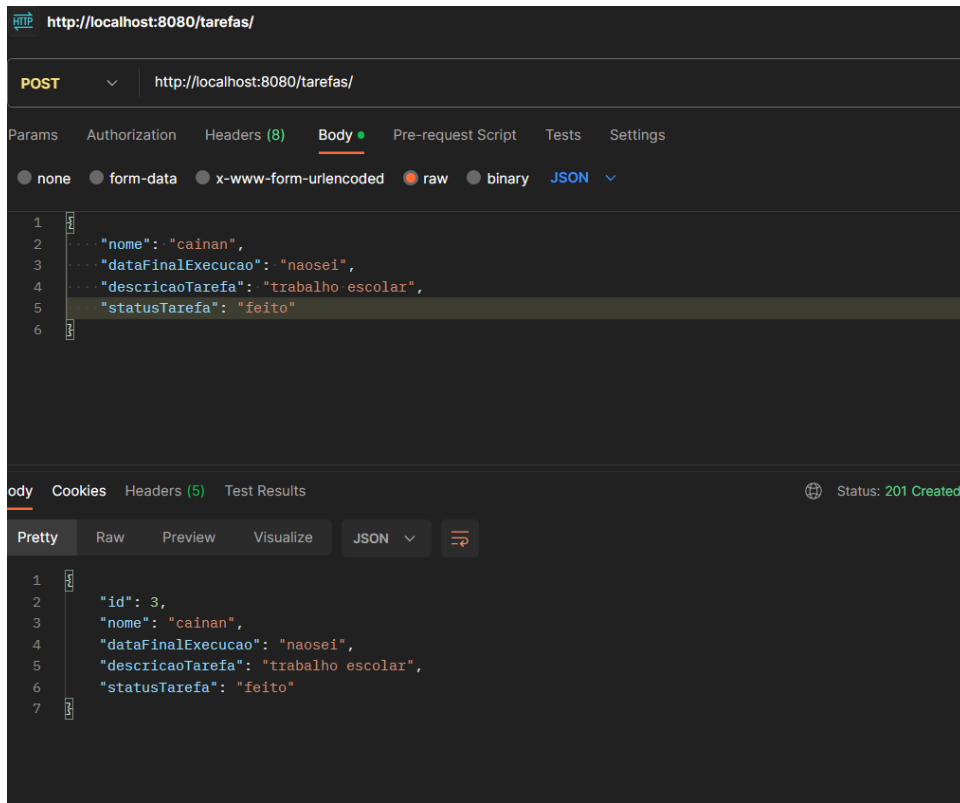 HTTP http://localhost:8080/tarefas/
POST http://localhost:8080/tarefas/
Params Authorization Headers (8) Body Pre-request Script Tests Settings
none form-data x-www-form-urlencoded raw binary JSON
1 {
2 "nome": "cainan",
3 "dataFinalExecucao": "naosei",
4 "descricaoTarefa": "trabalho escolar",
5 "statusTarefa": "feito"
6 }
ody Cookies Headers (5) Test Results Status: 201 Created
Pretty Raw Preview Visualize JSON
1 {
2 "id": 3,
3 "nome": "cainan",
4 "dataFinalExecucao": "naosei",
5 "descricaoTarefa": "trabalho escolar",
6 "statusTarefa": "feito"
7 }